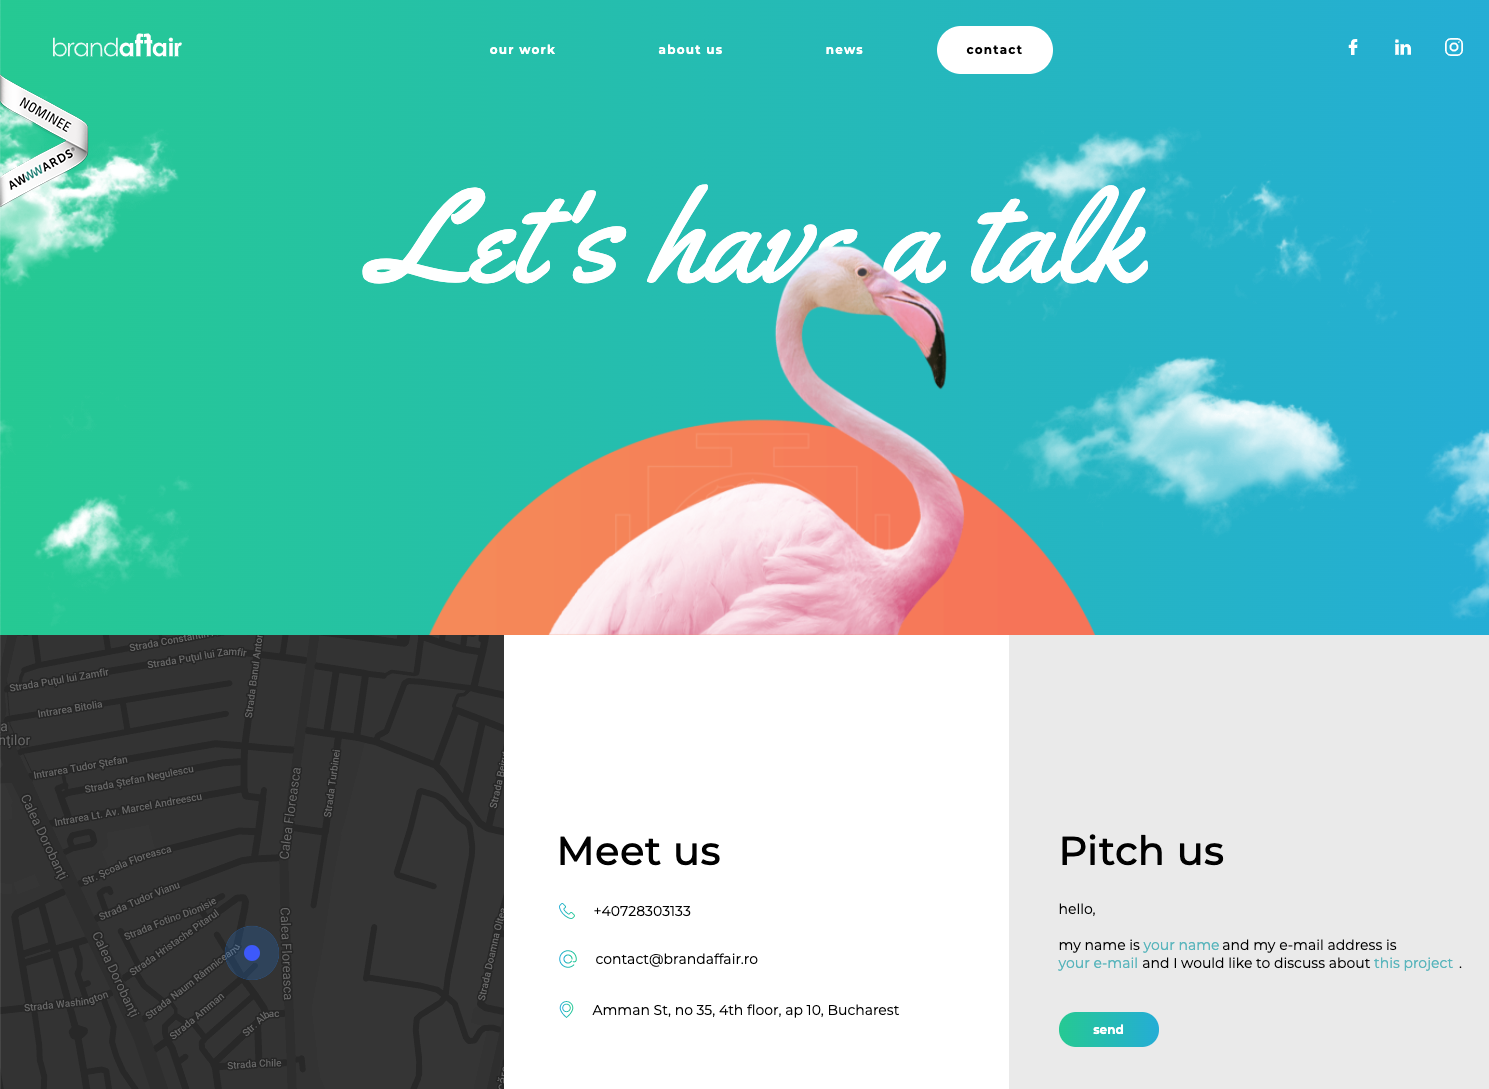 brandaffair
our work
about us
news
contact
NOMINEE
AWWWARDS
Let's have a talk
Strada Constantin
Strada Puțul lui Zamfir
Strada Banul Anton
Strada Puțul lui Zamfir
Intrarea Bitolia
nților
Intrarea Tudor Ștefan
Strada Ștefan Negulescu
Strada Turbinei
Intrarea Lt. Av. Marcel Andreescu
Calea Floreasca
Calea Dorobanți
Str. Școala Floreasca
Strada Tudor Vianu
Strada Fotino Dionisie
Strada Hristache Pitarul
Calea Dorobanți
Calea Floreasca
Strada Doamna Oltea
Strada Naum Râmniceanu
Strada Washington
Strada Amman
Str. Albac
Strada Chile
Meet us
+40728303133
contact@brandaffair.ro
Amman St, no 35, 4th floor, ap 10, Bucharest
Pitch us
hello,
my name is your name and my e-mail address is
your e-mail and I would like to discuss about this project .
send